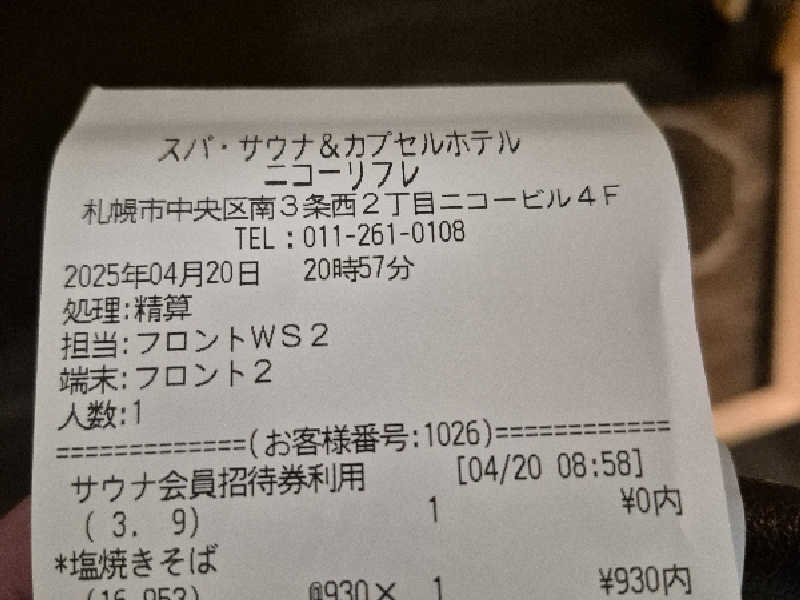 スパ・サウナ&カプセルホテル
ニコーリフレ
札幌市中央区南3条西2丁目ニコービル4F
TEL:011-261-0108
2025年04月20日 20時57分
処理:精算
担当:フロントWS2
端末:フロント2
人数:1
=============(お客様番号:1026)============
サウナ会員招待券利用 [04/20 08:58]
( 3. 9) 1 ¥0内
*塩焼きそば
(16.053) @930× 1 ¥930内